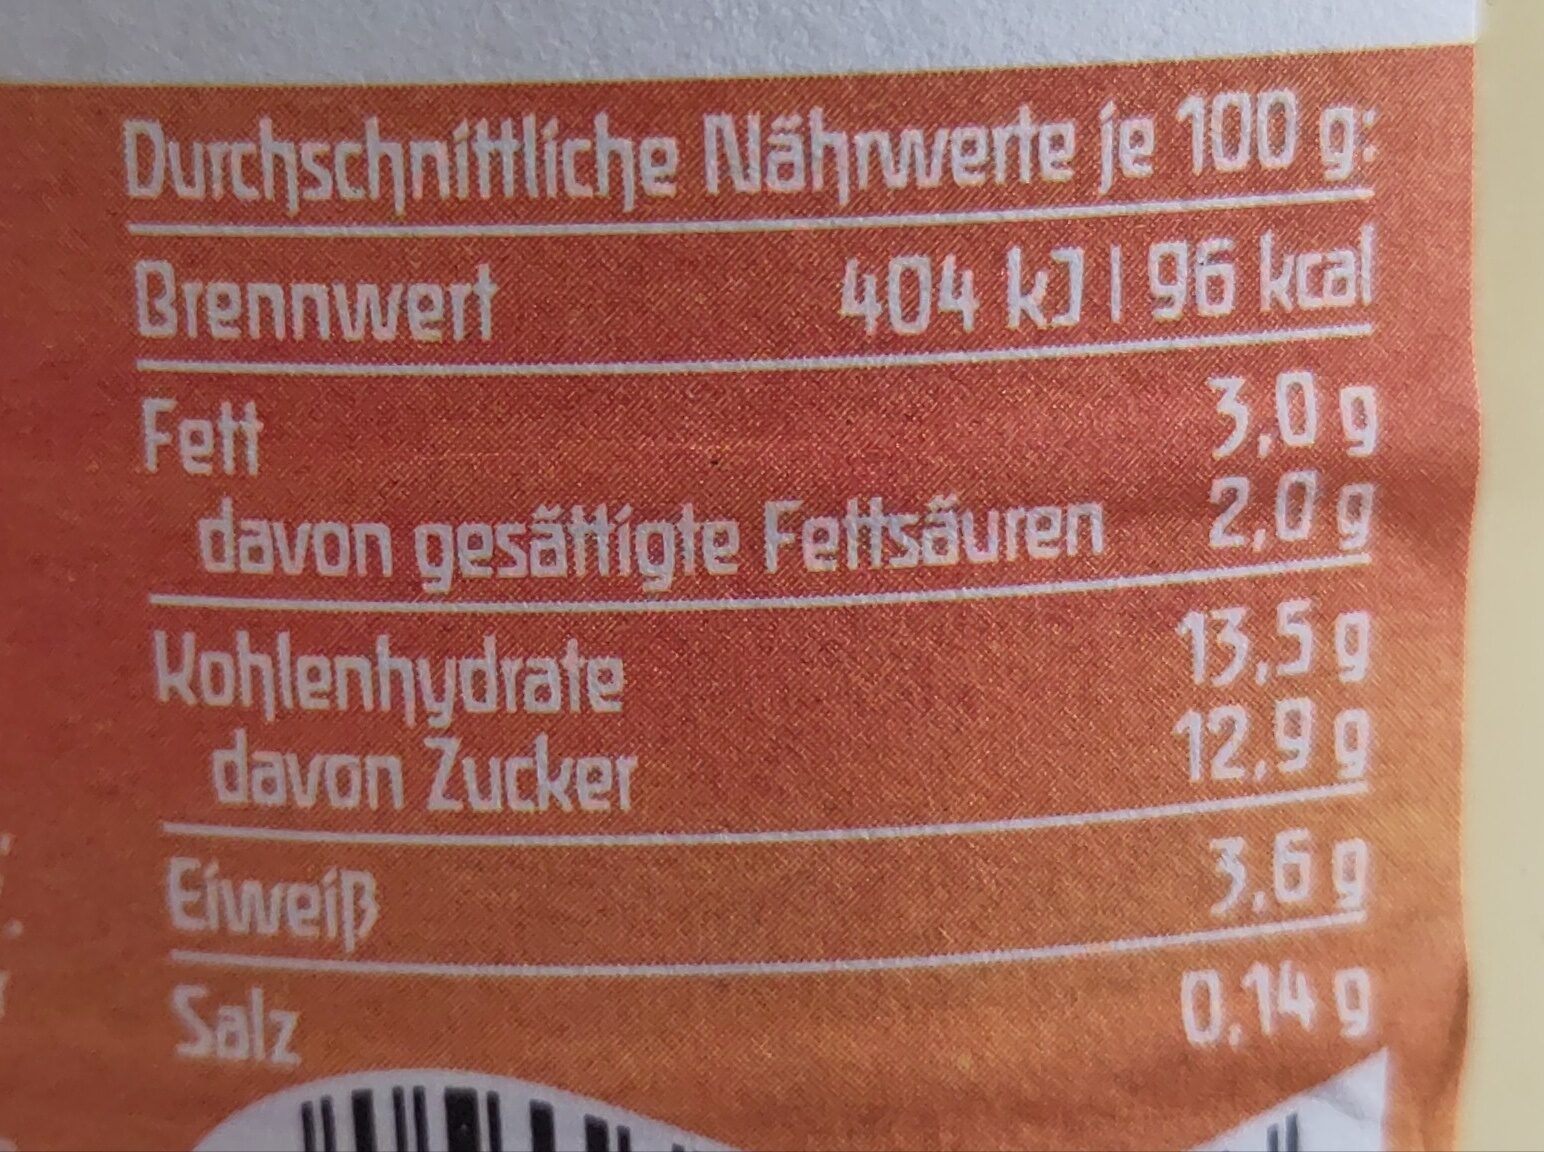 Durchschnittliche Nährwerte je 100 g:
Brennwert 404 kJ | 96 kcal
Fett 3,0 g
davon gesättigte Fettsäuren 2,0 g
Kohlenhydrate 13,5 g
davon Zucker 12,9 g
Eiweiß 3,6 g
Salz 0,14 g